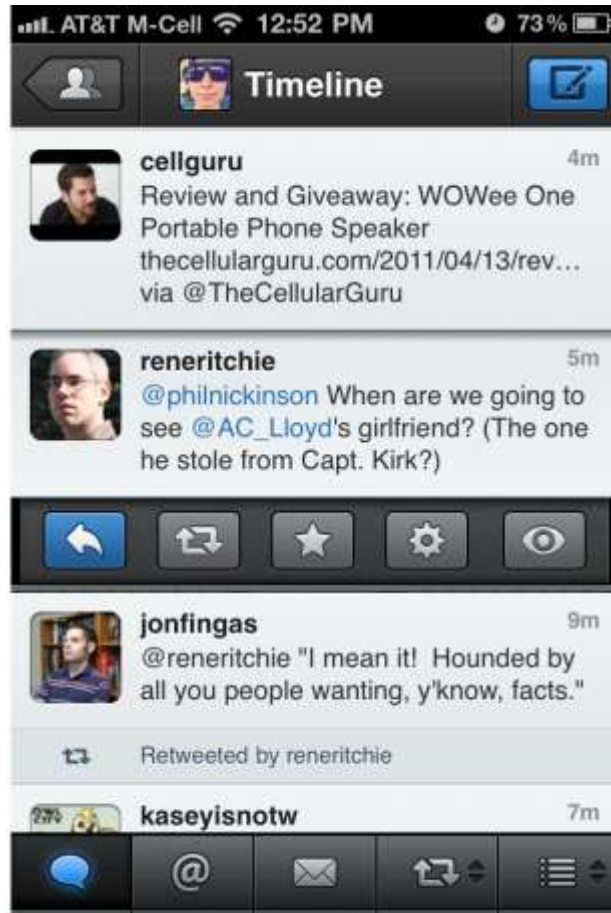 AT&T M-Cell 12:52 PM 73%
Timeline
cellguru 4m
Review and Giveaway: WOWee One
Portable Phone Speaker
thecellularguru.com/2011/04/13/rev…
via @TheCellularGuru
reneritchie 5m
@philnickinson When are we going to
see @AC_Lloyd's girlfriend? (The one
he stole from Capt. Kirk?)
jonfingas 9m
@reneritchie "I mean it!  Hounded by
all you people wanting, y'know, facts."
Retweeted by reneritchie
kaseyisnotw 7m
@